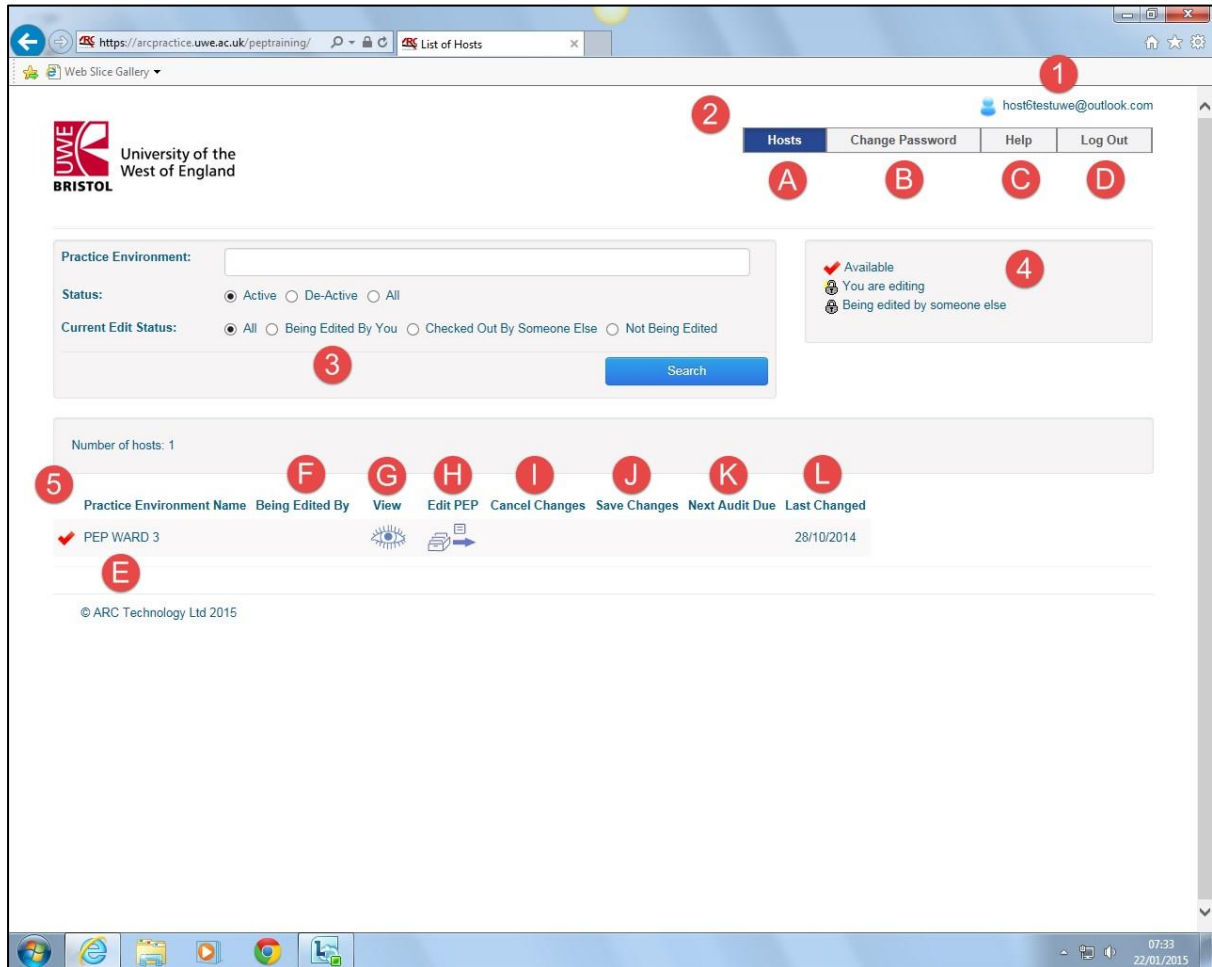 https://arcpractice.uwe.ac.uk/peptraining/
List of Hosts
Web Slice Gallery
1
host6testuwe@outlook.com
2
UWE
BRISTOL
University of the
West of England
Hosts Change Password Help Log Out
A B C D
Practice Environment:
Status: Active De-Active All
Current Edit Status: All Being Edited By You Checked Out By Someone Else Not Being Edited
3
Search
Available
You are editing
Being edited by someone else
4
Number of hosts: 1
5 F G H I J K L
Practice Environment Name Being Edited By View Edit PEP Cancel Changes Save Changes Next Audit Due Last Changed
PEP WARD 3 28/10/2014
E
© ARC Technology Ltd 2015
07:33
22/01/2015